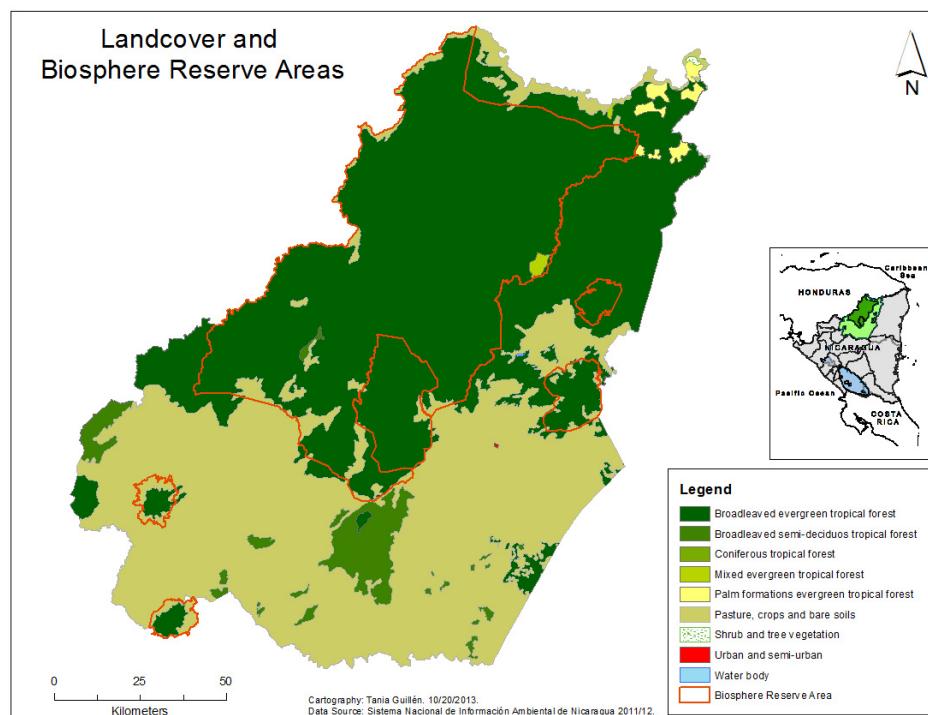 Landcover and
Biosphere Reserve Areas
N
Caribbean
Sea
HONDURAS
NICARAGUA
Pacific Ocean
COSTA
RICA
Legend
Broadleaved evergreen tropical forest
Broadleaved semi-deciduos tropical forest
Coniferous tropical forest
Mixed evergreen tropical forest
Palm formations evergreen tropical forest
Pasture, crops and bare soils
Shrub and tree vegetation
Urban and semi-urban
Water body
Biosphere Reserve Area
0 25 50
Kilometers
Cartography: Tania Guillén. 10/20/2013.
Data Source: Sistema Nacional de Información Ambiental de Nicaragua 2011/12.